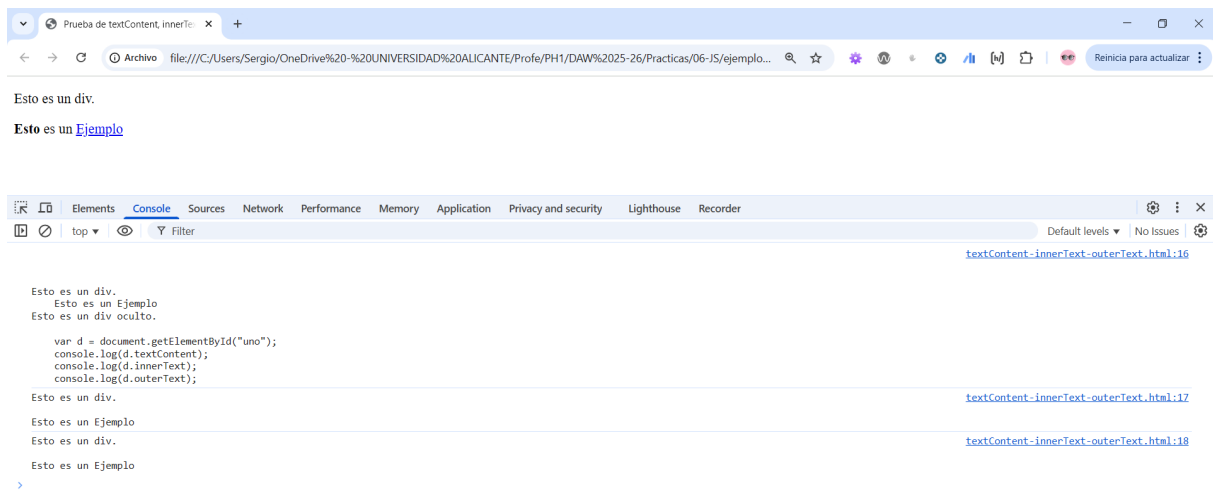 Prueba de textContent, innerTe
Archivo file:///C:/Users/Sergio/OneDrive%20-%20UNIVERSIDAD%20ALICANTE/Profe/PH1/DAW%2025-26/Practicas/06-JS/ejemplo... Reinicia para actualizar
Esto es un div.
Esto es un Ejemplo
Elements Console Sources Network Performance Memory Application Privacy and security Lighthouse Recorder
top Filter Default levels No Issues
textContent-innerText-outerText.html:16
Esto es un div.
Esto es un Ejemplo
Esto es un div oculto.
var d = document.getElementById("uno");
console.log(d.textContent);
console.log(d.innerText);
console.log(d.outerText);
Esto es un div. textContent-innerText-outerText.html:17
Esto es un Ejemplo
Esto es un div. textContent-innerText-outerText.html:18
Esto es un Ejemplo